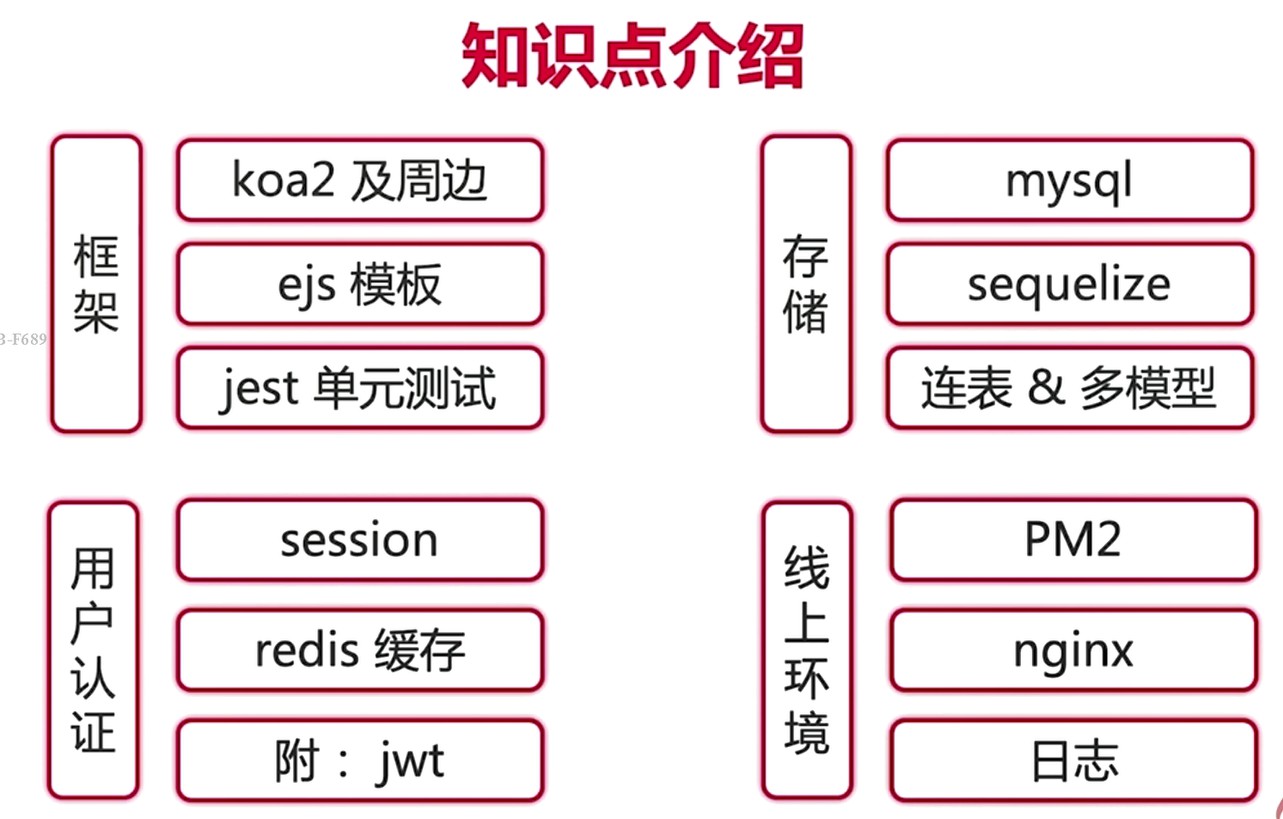 知识点介绍
框架
koa2 及周边
ejs 模板
jest 单元测试
存储
mysql
sequelize
连表 & 多模型
3-F689
用户认证
session
redis 缓存
附： jwt
线上环境
PM2
nginx
日志